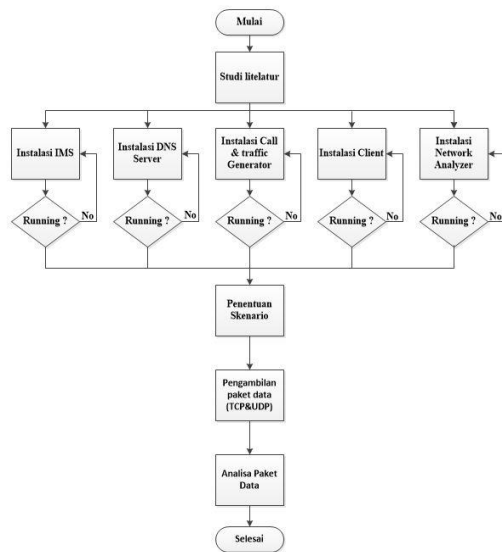 Mulai
Studi litelatur
Instalasi IMS
Instalasi DNS
Server
Instalasi Call
& traffic
Generator
Instalasi Client
Instalasi
Network
Analyzer
Running ?
No
Running ?
No
Running ?
No
Running ?
No
Running ?
No
Penentuan
Skenario
Pengambilan
paket data
(TCP&UDP)
Analisa Paket
Data
Selesai